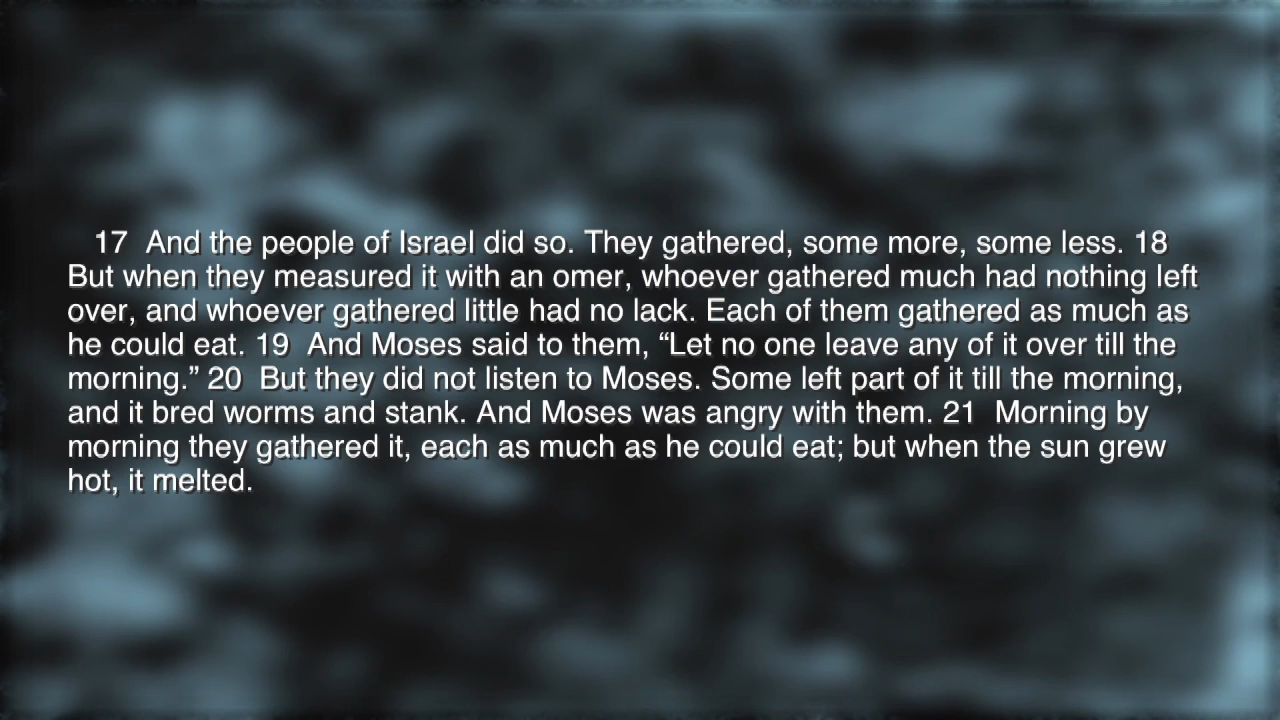 17 And the people of Israel did so. They gathered, some more, some less. 18
But when they measured it with an omer, whoever gathered much had nothing left
over, and whoever gathered little had no lack. Each of them gathered as much as
he could eat. 19 And Moses said to them, “Let no one leave any of it over till the
morning.” 20 But they did not listen to Moses. Some left part of it till the morning,
and it bred worms and stank. And Moses was angry with them. 21 Morning by
morning they gathered it, each as much as he could eat; but when the sun grew
hot, it melted.